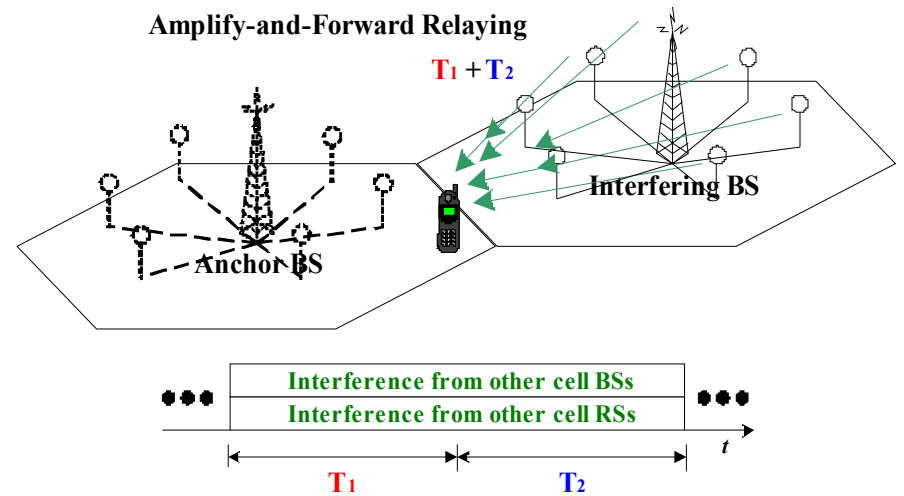 Amplify-and-Forward Relaying
T1 + T2
Interfering BS
Anchor BS
Interference from other cell BSs
Interference from other cell RSs
t
T1
T2